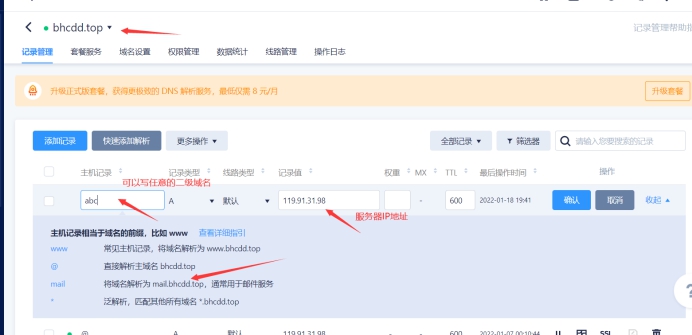 bhcdd.top
记录管理帮助指
记录管理 套餐服务 域名设置 权限管理 数据统计 线路管理 操作日志
升级正式版套餐，获得更极致的 DNS 解析服务，最低仅需 8 元/月 升级套餐
添加记录 快速添加解析 更多操作 全部记录 筛选器 请输入您要搜索的记录
主机记录 记录类型 线路类型 记录值 权重 MX TTL 最后操作时间 操作
可以写任意的二级域名
abc A 默认 119.91.31.98 - 600 2022-01-18 19:41 确认 取消 收起
服务器IP地址
主机记录相当于域名的前缀，比如 www 查看详细指引
www 常见主机记录，将域名解析为 www.bhcdd.top
@ 直接解析主域名 bhcdd.top
mail 将域名解析为 mail.bhcdd.top，通常用于邮件服务
* 泛解析，匹配其他所有域名 *.bhcdd.top
@ A 默认 119.91.31.98 - 600 2022-01-07 00:10:44 SSL